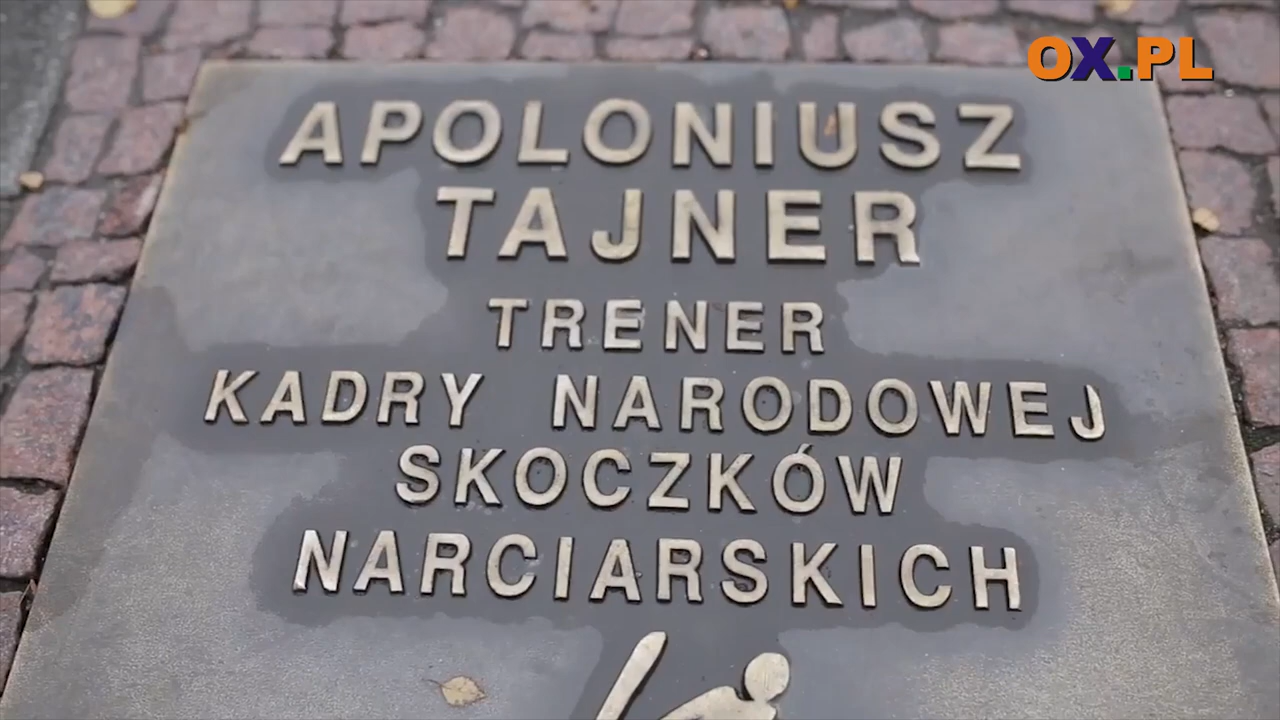 OX.PL
APOLONIUSZ
TAJNER
TRENER
KADRY NARODOWEJ
SKOCZKÓW
NARCIARSKICH